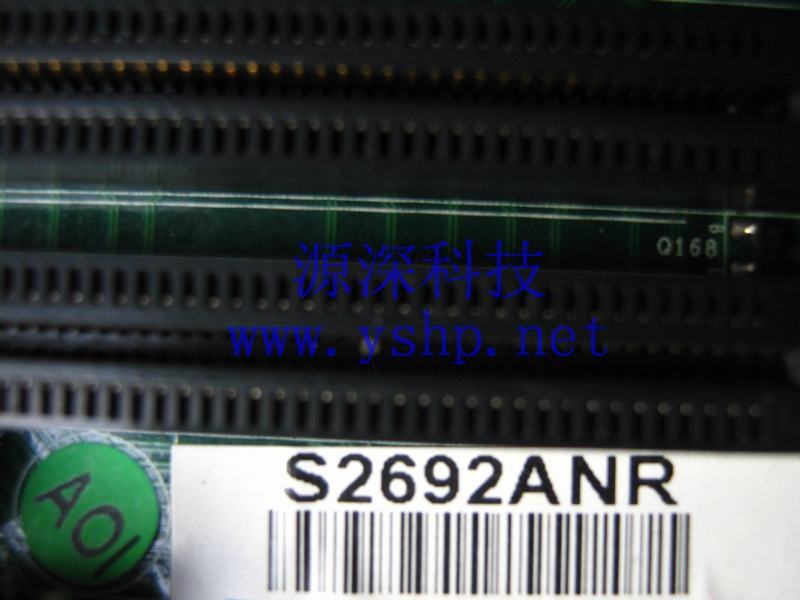 Q168
源深科技
www.yshp.net
S2692ANR
AOI